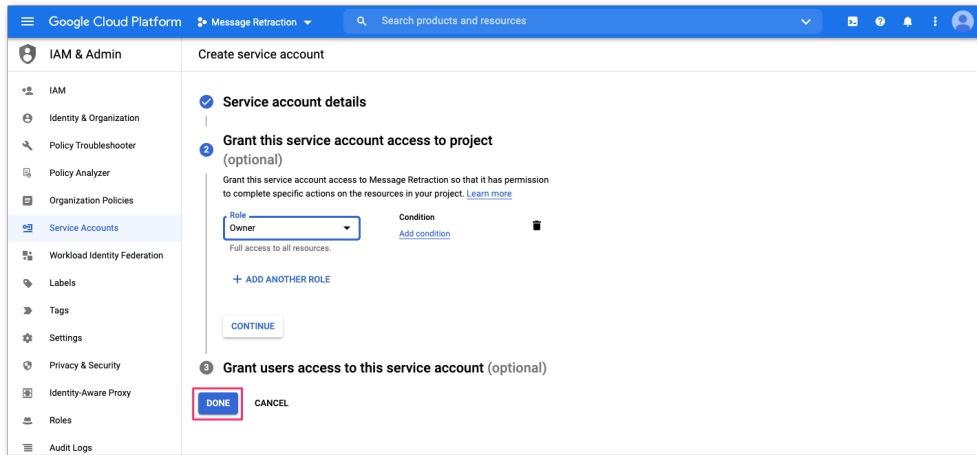 Google Cloud Platform
Message Retraction
Search products and resources
IAM & Admin
Create service account
IAM
Identity & Organization
Policy Troubleshooter
Policy Analyzer
Organization Policies
Service Accounts
Workload Identity Federation
Labels
Tags
Settings
Privacy & Security
Identity-Aware Proxy
Roles
Audit Logs
Service account details
2
Grant this service account access to project
(optional)
Grant this service account access to Message Retraction so that it has permission
to complete specific actions on the resources in your project. Learn more
Role
Owner
Full access to all resources.
Condition
Add condition
+ ADD ANOTHER ROLE
CONTINUE
3
Grant users access to this service account (optional)
DONE
CANCEL